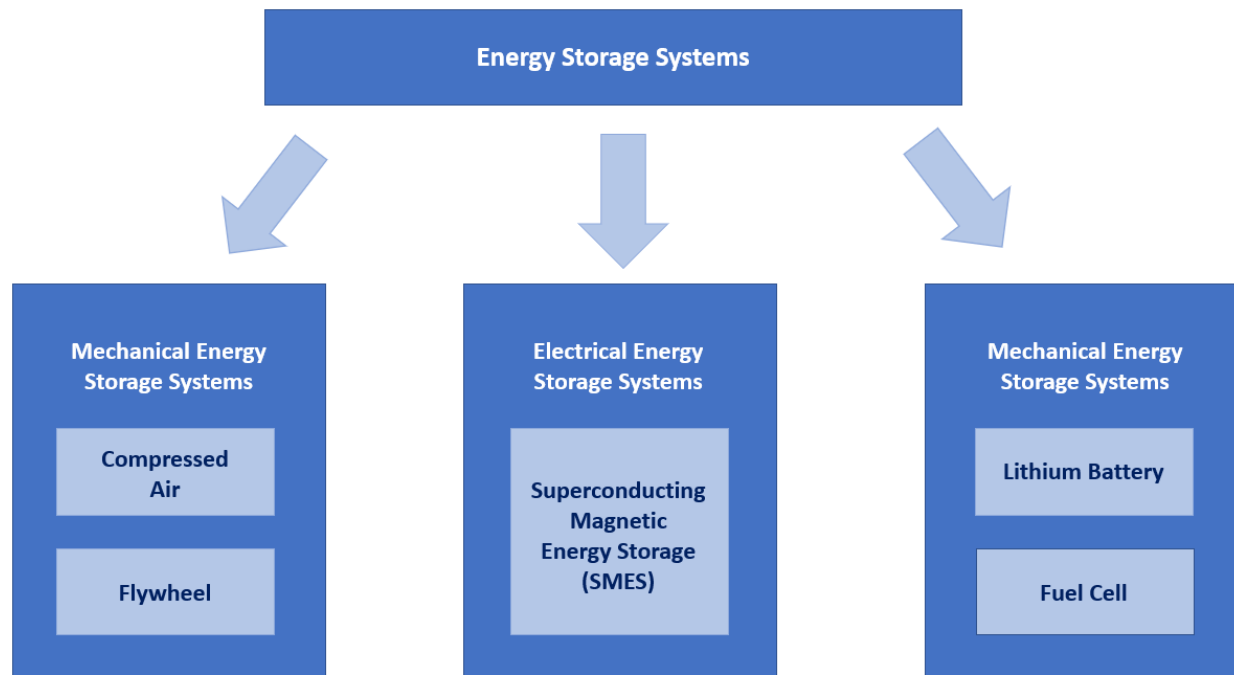 Energy Storage Systems
Mechanical Energy
Storage Systems
Compressed
Air
Flywheel
Electrical Energy
Storage Systems
Superconducting
Magnetic
Energy Storage
(SMES)
Mechanical Energy
Storage Systems
Lithium Battery
Fuel Cell